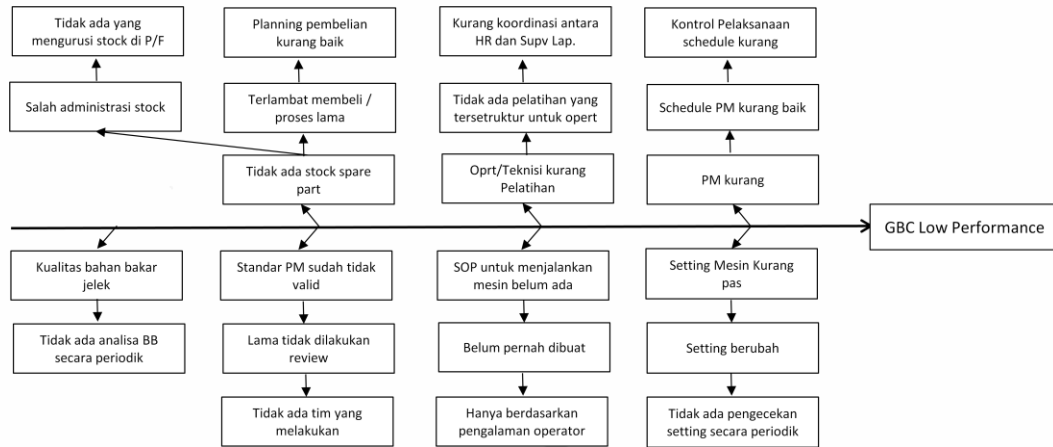 Tidak ada yang
mengurusi stock di P/F
Planning pembelian
kurang baik
Kurang koordinasi antara
HR dan Supv Lap.
Kontrol Pelaksanaan
schedule kurang
Salah administrasi stock
Terlambat membeli /
proses lama
Tidak ada pelatihan yang
tersetruktur untuk opert
Schedule PM kurang baik
Tidak ada stock spare
part
Oprt/Teknisi kurang
Pelatihan
PM kurang
GBC Low Performance
Kualitas bahan bakar
jelek
Standar PM sudah tidak
valid
SOP untuk menjalankan
mesin belum ada
Setting Mesin Kurang
pas
Tidak ada analisa BB
secara periodik
Lama tidak dilakukan
review
Belum pernah dibuat
Setting berubah
Tidak ada tim yang
melakukan
Hanya berdasarkan
pengalaman operator
Tidak ada pengecekan
setting secara periodik